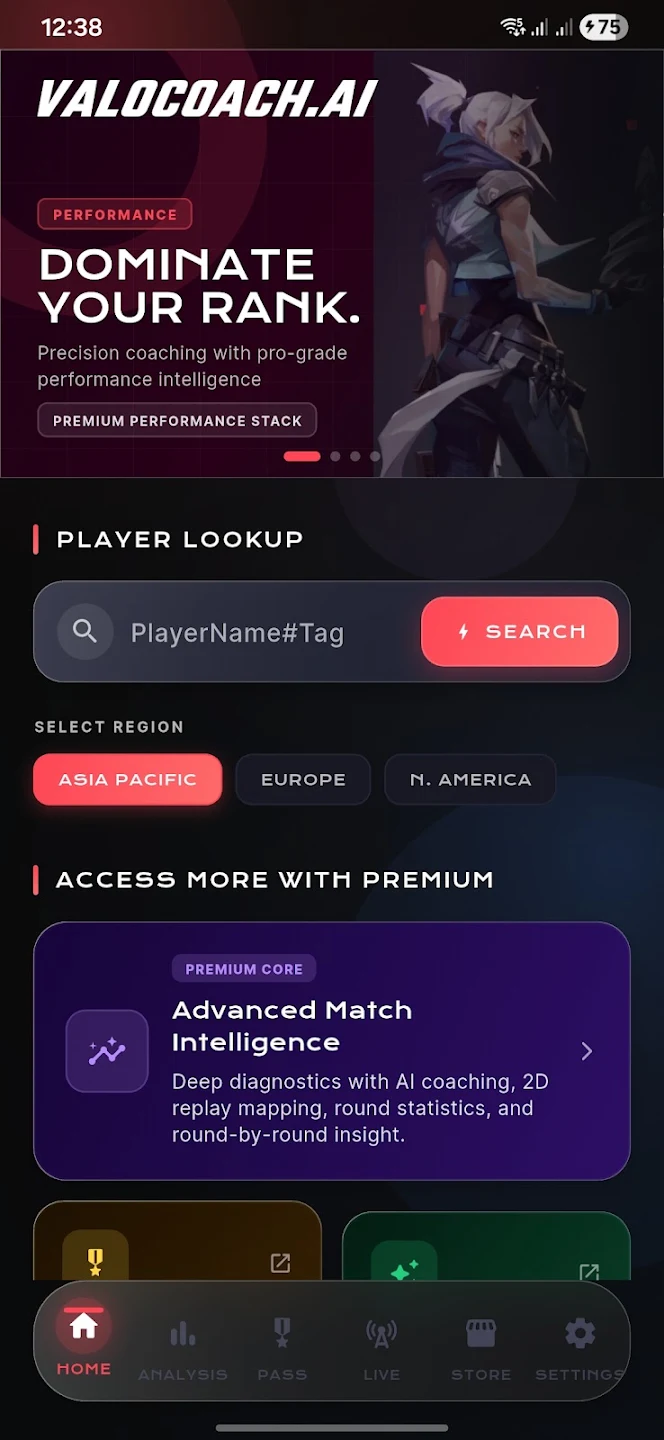 12:38
75
VALOCOACH.AI
PERFORMANCE
DOMINATE
YOUR RANK.
Precision coaching with pro-grade
performance intelligence
PREMIUM PERFORMANCE STACK
PLAYER LOOKUP
PlayerName#Tag
SEARCH
SELECT REGION
ASIA PACIFIC
EUROPE
N. AMERICA
ACCESS MORE WITH PREMIUM
PREMIUM CORE
Advanced Match
Intelligence
Deep diagnostics with AI coaching, 2D
replay mapping, round statistics, and
round-by-round insight.
HOME
ANALYSIS
PASS
LIVE
STORE
SETTINGS